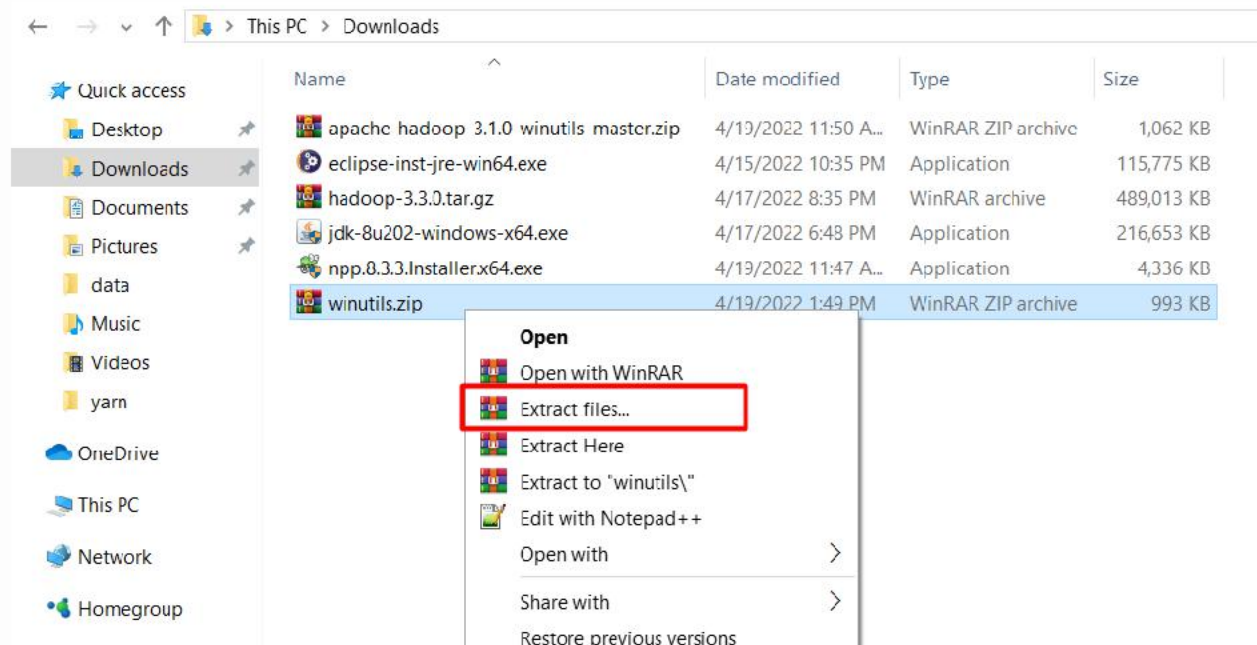 This PC > Downloads
Name Date modified Type Size
Quick access
Desktop
Downloads
Documents
Pictures
data
Music
Videos
yarn
OneDrive
This PC
Network
Homegroup
apache-hadoop-3.1.0-winutils-master.zip 4/19/2022 11:50 A... WinRAR ZIP archive 1,062 KB
eclipse-inst-jre-win64.exe 4/15/2022 10:35 PM Application 115,775 KB
hadoop-3.3.0.tar.gz 4/17/2022 8:35 PM WinRAR archive 489,013 KB
jdk-8u202-windows-x64.exe 4/17/2022 6:48 PM Application 216,653 KB
npp.8.3.3.Installer.x64.exe 4/19/2022 11:47 A... Application 4,336 KB
winutils.zip 4/19/2022 1:49 PM WinRAR ZIP archive 993 KB
Open
Open with WinRAR
Extract files...
Extract Here
Extract to "winutils\"
Edit with Notepad++
Open with
Share with
Restore previous versions